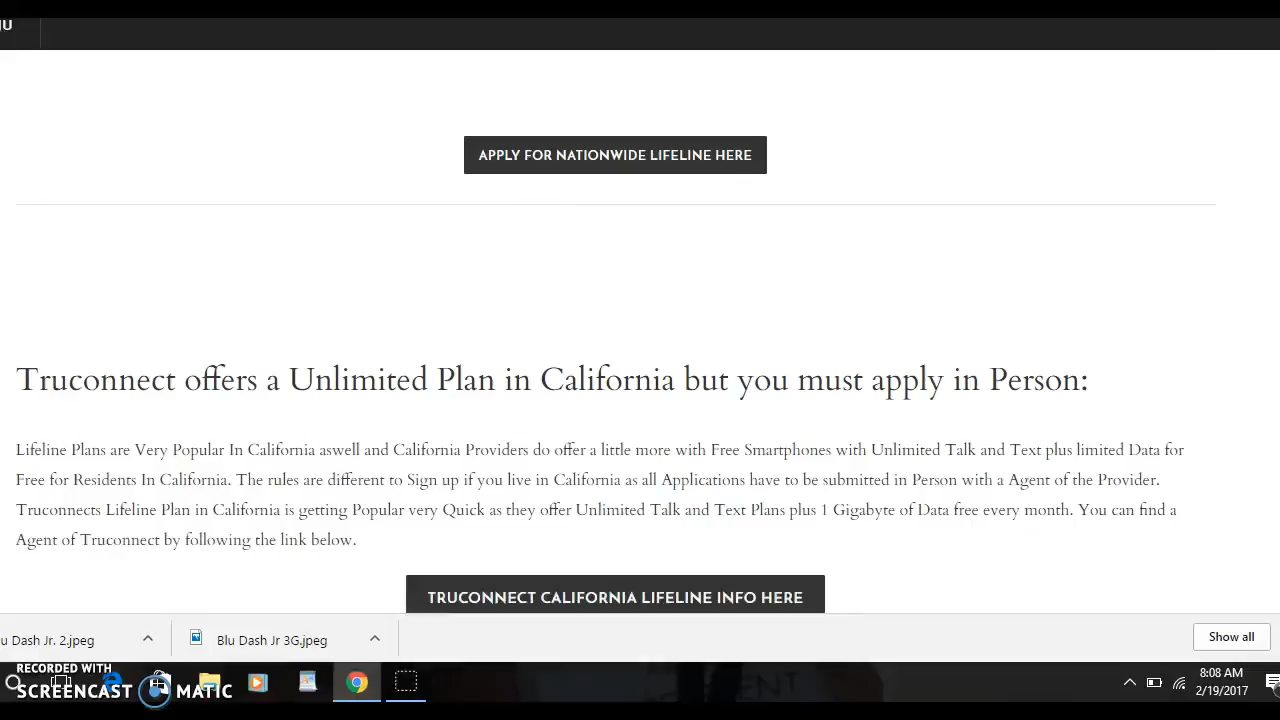 APPLY FOR NATIONWIDE LIFELINE HERE
Truconnect offers a Unlimited Plan in California but you must apply in Person:
Lifeline Plans are Very Popular In California aswell and California Providers do offer a little more with Free Smartphones with Unlimited Talk and Text plus limited Data for
Free for Residents In California. The rules are different to Sign up if you live in California as all Applications have to be submitted in Person with a Agent of the Provider.
Truconnects Lifeline Plan in California is getting Popular very Quick as they offer Unlimited Talk and Text Plans plus 1 Gigabyte of Data free every month. You can find a
Agent of Truconnect by following the link below.
TRUCONNECT CALIFORNIA LIFELINE INFO HERE
u Dash Jr. 2.jpeg
Blu Dash Jr 3G.jpeg
Show all
RECORDED WITH
SCREENCAST MATIC
8:08 AM
2/19/2017